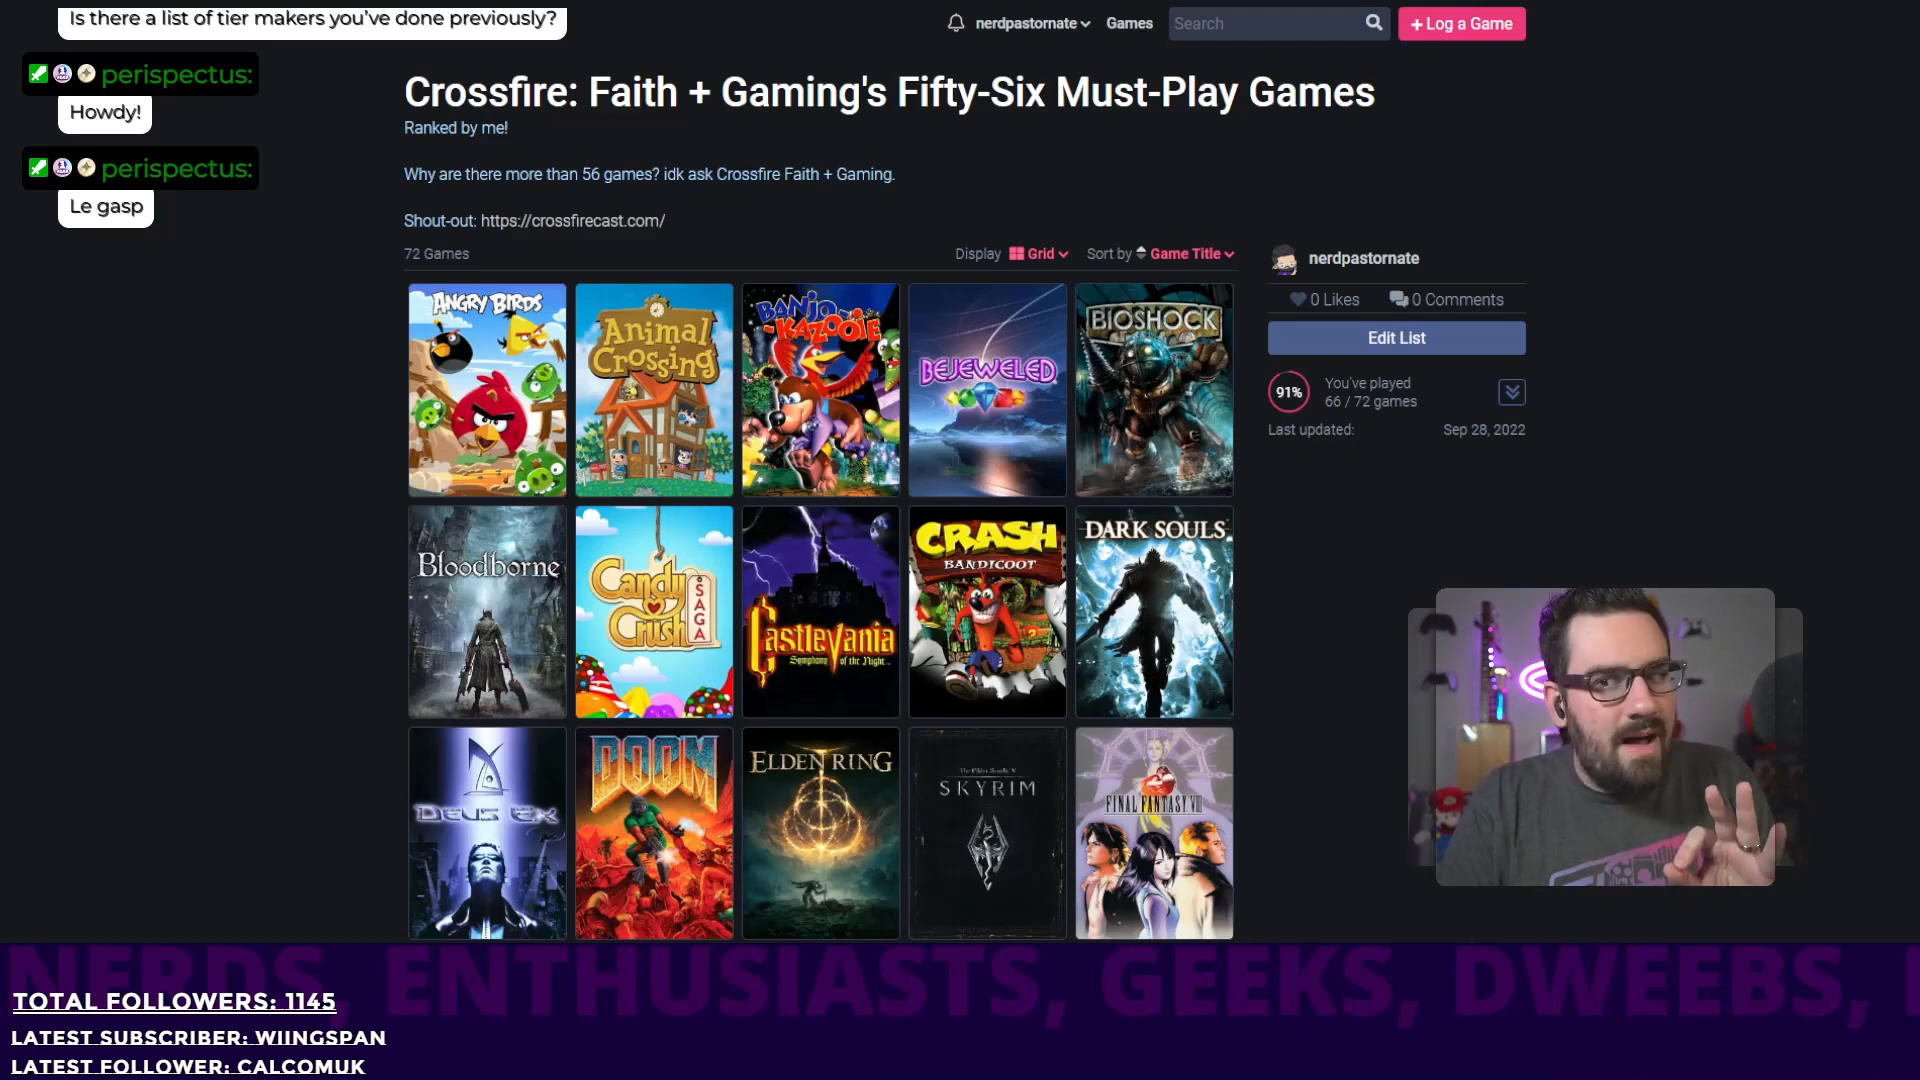 Is there a list of tier makers you've done previously?
perispectus:
Howdy!
perispectus:
Le gasp
nerdpastornate
Games
Search
+ Log a Game
Crossfire: Faith + Gaming's Fifty-Six Must-Play Games
Ranked by me!
Why are there more than 56 games? idk ask Crossfire Faith + Gaming.
Shout-out: https://crossfirecast.com/
72 Games
Display Grid
Sort by Game Title
nerdpastornate
0 Likes
0 Comments
Edit List
91%
You've played
66 / 72 games
Last updated: Sep 28, 2022
ANGRY BIRDS
Animal
Crossing
BANJO
-KAZOOIE
BEJEWELED
BIOSHOCK
Bloodborne
Candy
Crush
SAGA
Castlevania
Symphony of the Night
CRASH
BANDICOOT
DARK SOULS
DEUS EX
DOOM
ELDEN RING
The Elder Scrolls V
SKYRIM
FINAL FANTASY VIII
NERDS, ENTHUSIASTS, GEEKS, DWEEBS,
TOTAL FOLLOWERS: 1145
LATEST SUBSCRIBER: WIINGSPAN
LATEST FOLLOWER: CALCOMUK